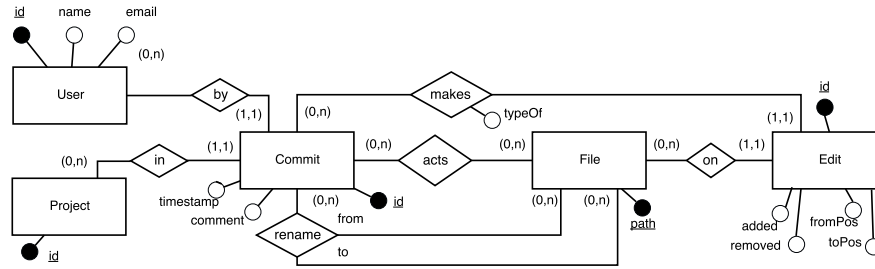 id name email
(0,n)
User
by
(1,1)
(0,n)
makes
typeOf
id
(1,1)
(0,n)
in
(1,1)
Commit
(0,n)
acts
(0,n)
File
(0,n)
on
(1,1)
Edit
Project
id
timestamp
comment
(0,n)
id
from
rename
to
(0,n)
(0,n)
path
added
removed
fromPos
toPos